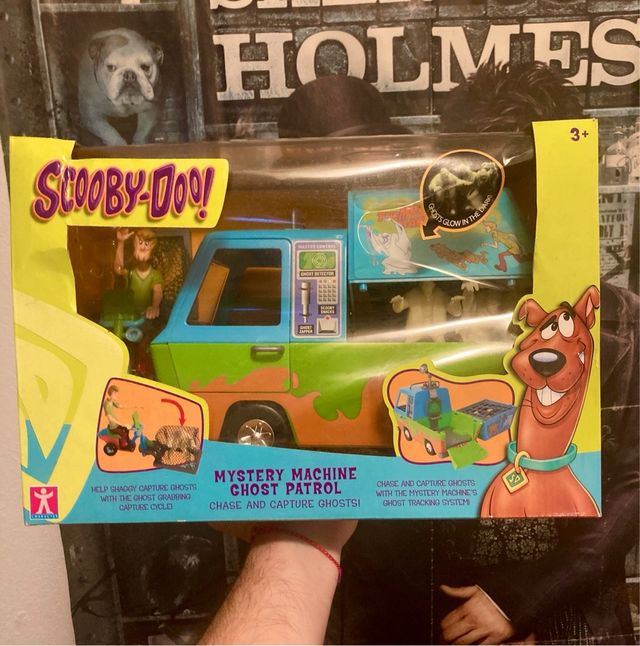 HOLMES
3+
SCOOBY-DOO!
GHOSTS GLOW IN THE DARK!
MASTER CONTROL
GHOST DETECTOR
SCOOBY SNACKS
GHOST ZAPPER
HELP SHAGGY CAPTURE GHOSTS
WITH THE GHOST GRABBING
CAPTURE CYCLE!
MYSTERY MACHINE
GHOST PATROL
CHASE AND CAPTURE GHOSTS!
CHASE AND CAPTURE GHOSTS
WITH THE MYSTERY MACHINE'S
GHOST TRACKING SYSTEM!
SD
CHARACTER